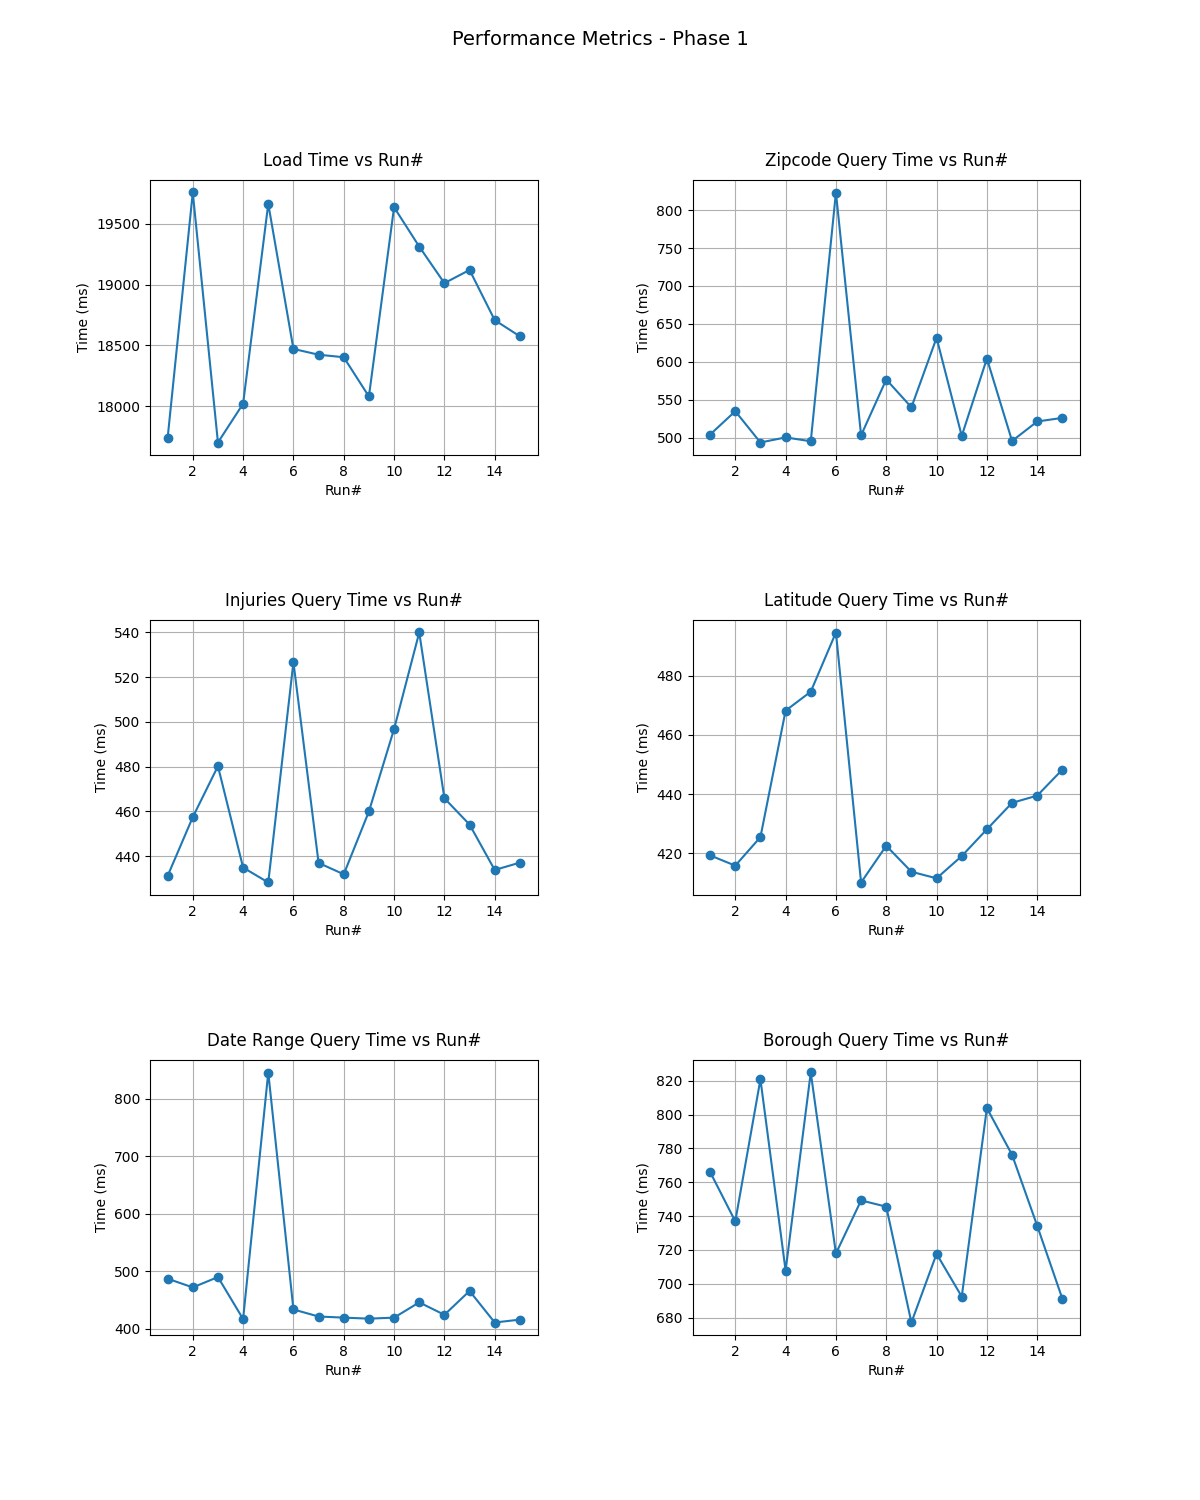 Performance Metrics - Phase 1
Load Time vs Run#
Time (ms)
19500
19000
18500
18000
2 4 6 8 10 12 14
Run#
Zipcode Query Time vs Run#
Time (ms)
800
750
700
650
600
550
500
2 4 6 8 10 12 14
Run#
Injuries Query Time vs Run#
Time (ms)
540
520
500
480
460
440
2 4 6 8 10 12 14
Run#
Latitude Query Time vs Run#
Time (ms)
480
460
440
420
2 4 6 8 10 12 14
Run#
Date Range Query Time vs Run#
Time (ms)
800
700
600
500
400
2 4 6 8 10 12 14
Run#
Borough Query Time vs Run#
Time (ms)
820
800
780
760
740
720
700
680
2 4 6 8 10 12 14
Run#